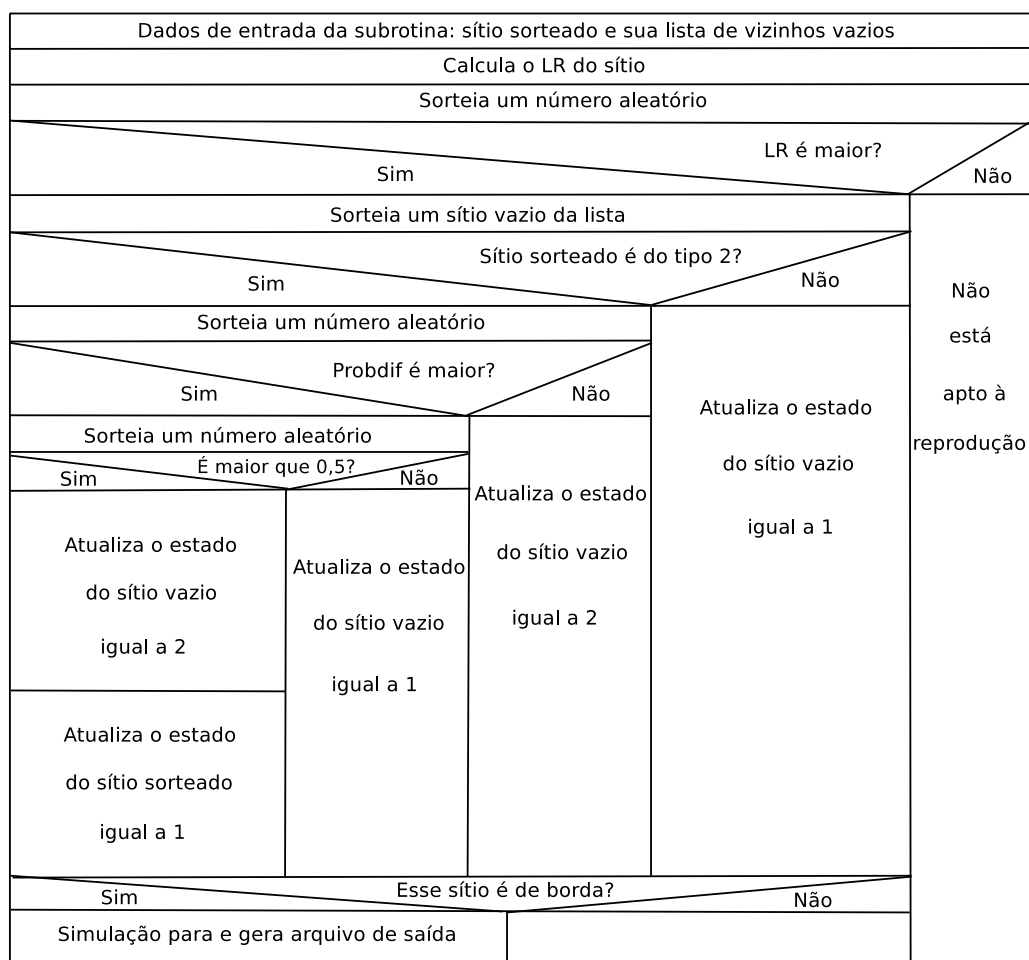 Dados de entrada da subrotina: sítio sorteado e sua lista de vizinhos vazios
Calcula o LR do sítio
Sorteia um número aleatório
LR é maior?
Sim
Não
Sorteia um sítio vazio da lista
Sítio sorteado é do tipo 2?
Sim
Não
Não
está
apto à
reprodução
Sorteia um número aleatório
Probdif é maior?
Sim
Não
Atualiza o estado
do sítio vazio
igual a 1
Sorteia um número aleatório
É maior que 0,5?
Sim
Não
Atualiza o estado
do sítio vazio
igual a 2
Atualiza o estado
do sítio vazio
igual a 2
Atualiza o estado
do sítio vazio
igual a 1
Atualiza o estado
do sítio sorteado
igual a 1
Esse sítio é de borda?
Sim
Não
Simulação para e gera arquivo de saída